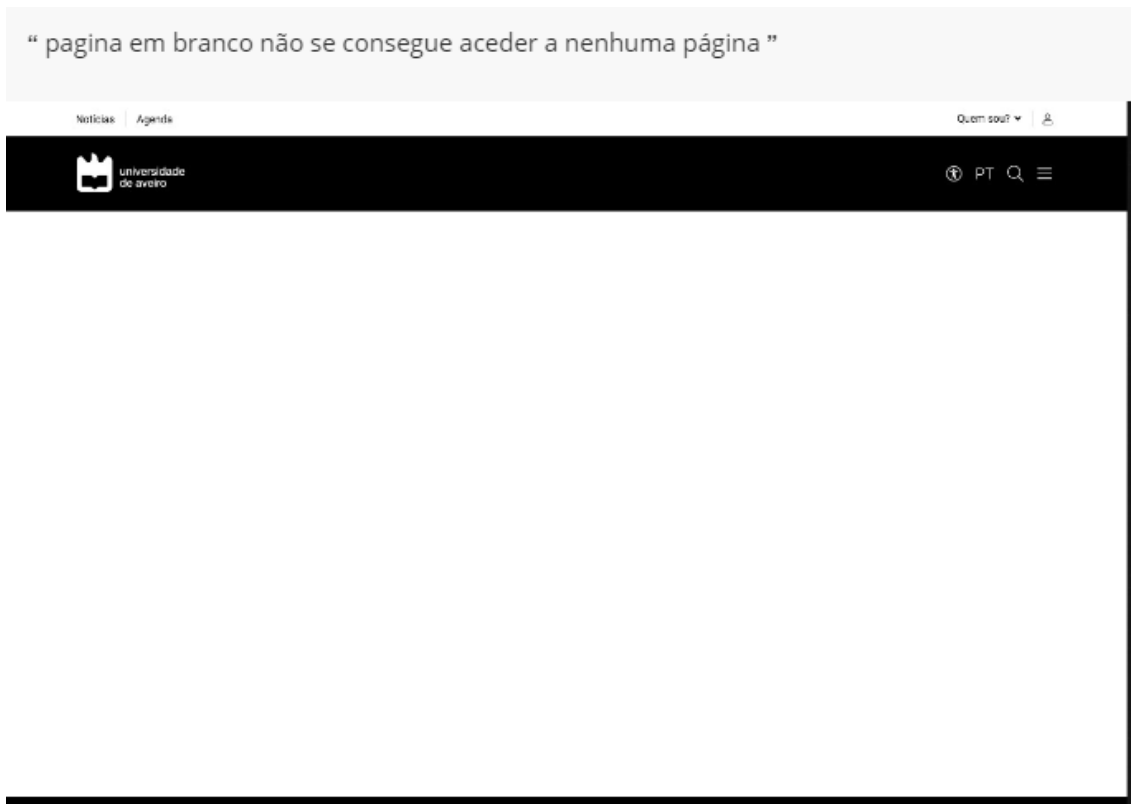 “ pagina em branco não se consegue aceder a nenhuma página ”
Notícias Agenda Quem sou?
universidade
de aveiro
PT